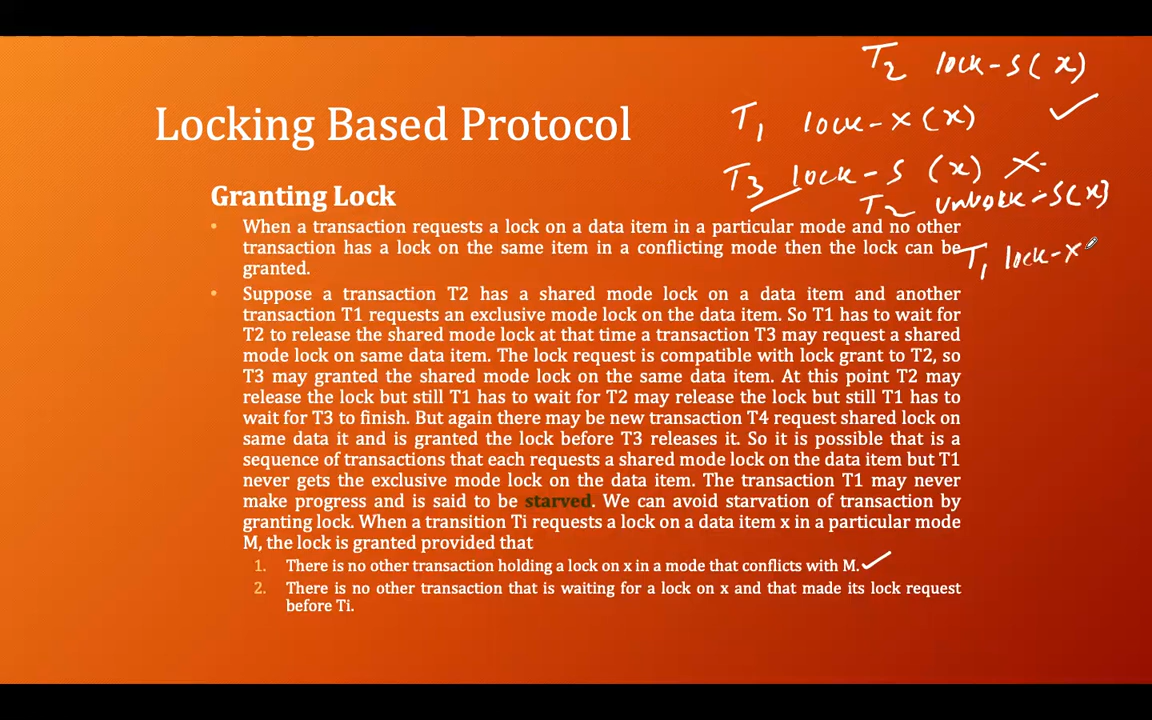 T2 lock-S(x)
Locking Based Protocol
T1 lock-X(x)
T3 lock-S (x)
Granting Lock
T2 unlock-S(x)
• When a transaction requests a lock on a data item in a particular mode and no other
transaction has a lock on the same item in a conflicting mode then the lock can be
granted.
T1 lock-X
• Suppose a transaction T2 has a shared mode lock on a data item and another
transaction T1 requests an exclusive mode lock on the data item. So T1 has to wait for
T2 to release the shared mode lock at that time a transaction T3 may request a shared
mode lock on same data item. The lock request is compatible with lock grant to T2, so
T3 may granted the shared mode lock on the same data item. At this point T2 may
release the lock but still T1 has to wait for T2 may release the lock but still T1 has to
wait for T3 to finish. But again there may be new transaction T4 request shared lock on
same data it and is granted the lock before T3 releases it. So it is possible that is a
sequence of transactions that each requests a shared mode lock on the data item but T1
never gets the exclusive mode lock on the data item. The transaction T1 may never
make progress and is said to be starved. We can avoid starvation of transaction by
granting lock. When a transition Ti requests a lock on a data item x in a particular mode
M, the lock is granted provided that
1. There is no other transaction holding a lock on x in a mode that conflicts with M.
2. There is no other transaction that is waiting for a lock on x and that made its lock request
before Ti.